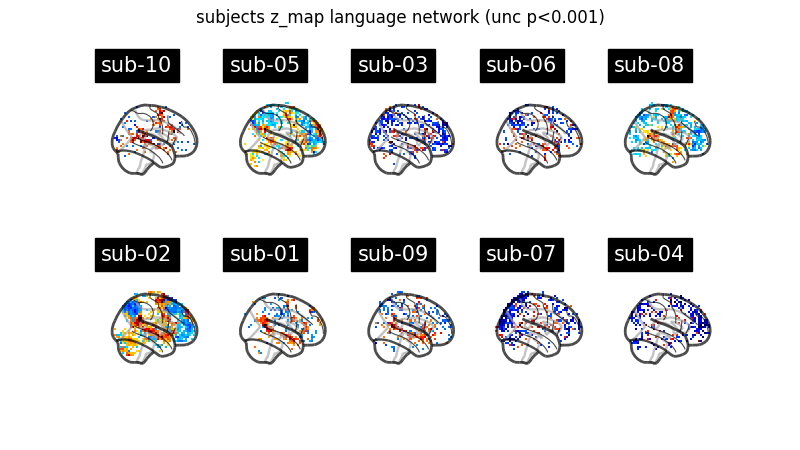 subjects z_map language network (unc p<0.001)
sub-10 sub-05 sub-03 sub-06 sub-08
sub-02 sub-01 sub-09 sub-07 sub-04